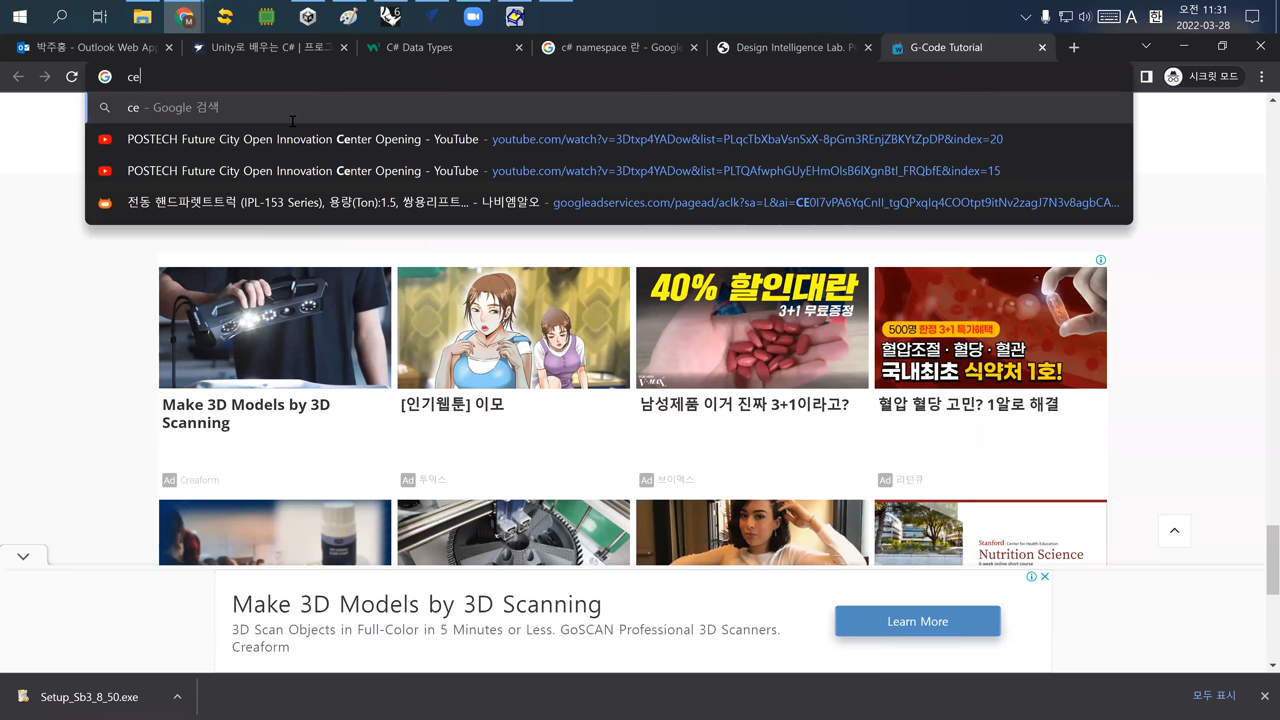 오전 11:31
A 한
2022-03-28
박주홍 - Outlook Web App
Unity로 배우는 C# | 프로그
C# Data Types
c# namespace 란 - Google
Design Intelligence Lab. P
G-Code Tutorial
ce
시크릿 모드
ce - Google 검색
POSTECH Future City Open Innovation Center Opening - YouTube - youtube.com/watch?v=3Dtxp4YADow&list=PLqcTbXbaVsnSxX-8pGm3REnjZBKYtZpDP&index=20
POSTECH Future City Open Innovation Center Opening - YouTube - youtube.com/watch?v=3Dtxp4YADow&list=PLTQAfwphGUyEHmOlsB6lXgnBtI_FRQbfE&index=15
전동 핸드파렛트트럭 (IPL-153 Series), 용량(Ton):1.5, 쌍용리프트... - 나비엠알오 - googleadservices.com/pagead/aclk?sa=L&ai=CE0I7vPA6YqCnIl_tgQPxqIq4COOtpt9itNv2zagJ7N3v8agbCA...
40% 할인대란
3+1 무료증정
V-MAX
500명 한정 3+1 특가혜택
혈압조절 · 혈당 · 혈관
국내최초 식약처 1호!
Make 3D Models by 3D
Scanning
[인기웹툰] 이모
남성제품 이거 진짜 3+1이라고?
혈압 혈당 고민? 1알로 해결
Ad Creaform
Ad 투믹스
Ad 브이멕스
Ad 리던큐
Stanford Center for Health Education
Nutrition Science
A week online short course
Make 3D Models by 3D Scanning
3D Scan Objects in Full-Color in 5 Minutes or Less. GoSCAN Professional 3D Scanners.
Creaform
Learn More
Setup_Sb3_8_50.exe
모두 표시